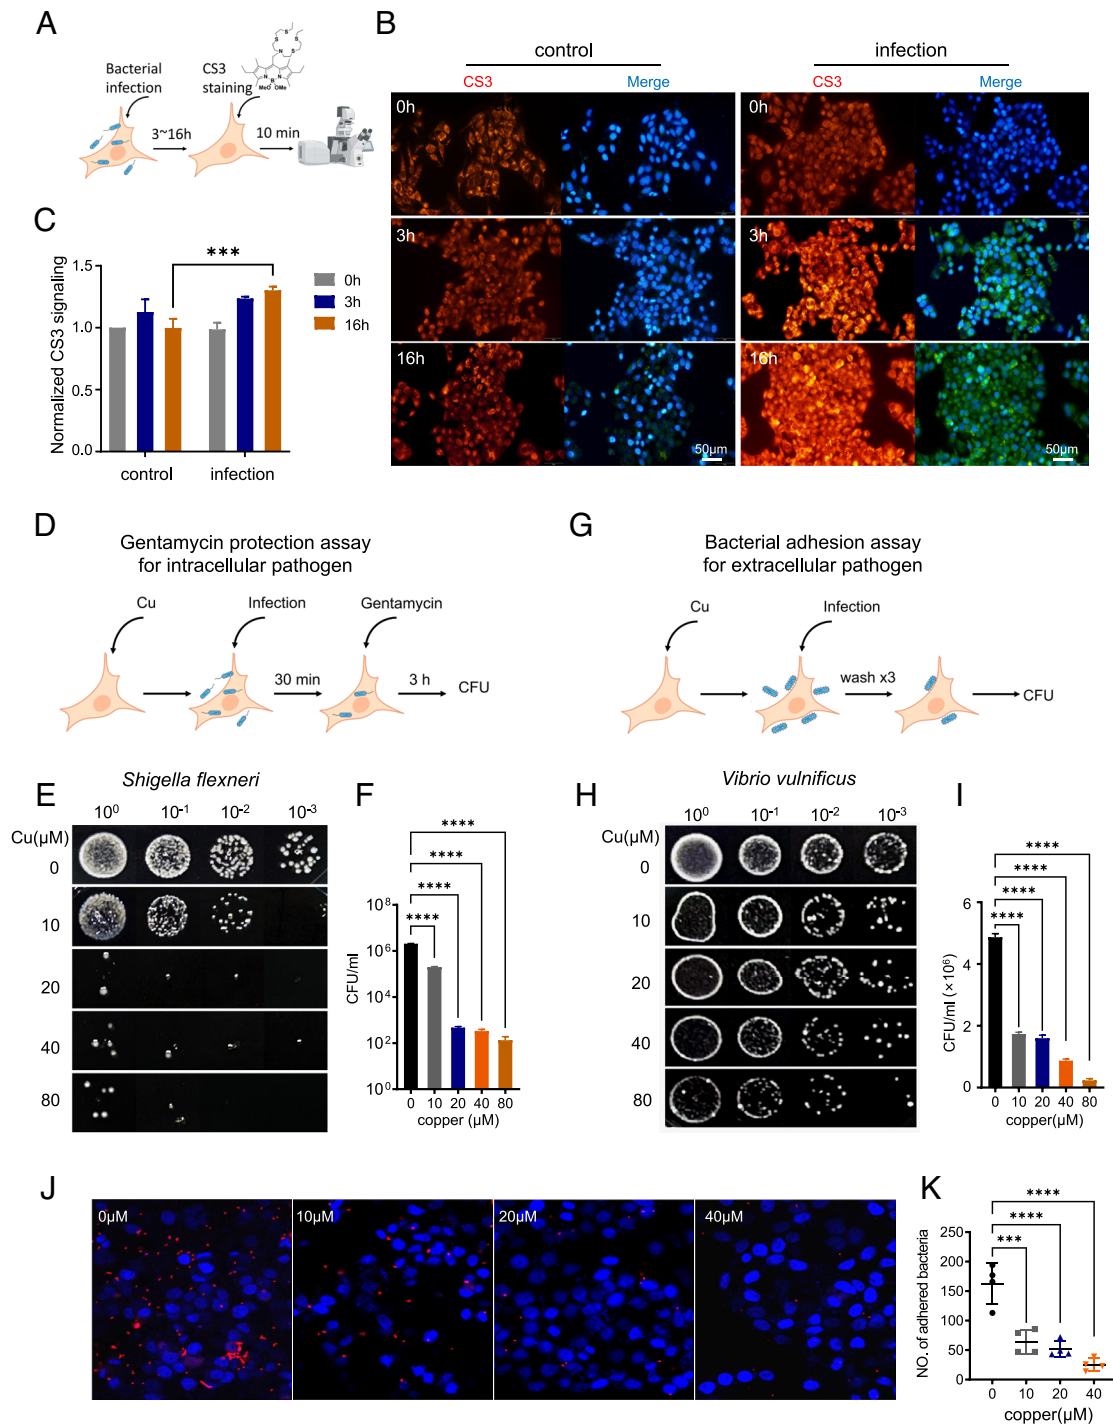 A
Bacterial
infection
CS3
staining
MeO OMe
3~16h
10 min
B
control
infection
CS3
Merge
CS3
Merge
0h
3h
16h
50µm
0h
3h
16h
50µm
C
Normalized CS3 signaling
1.5
1.0
0.5
0.0
***
0h
3h
16h
control
infection
D
Gentamycin protection assay
for intracellular pathogen
Cu
Infection
Gentamycin
30 min
3 h
CFU
G
Bacterial adhesion assay
for extracellular pathogen
Cu
Infection
wash x3
CFU
E
Shigella flexneri
10⁰ 10⁻¹ 10⁻² 10⁻³
Cu(µM)
0
10
20
40
80
F
****
****
****
****
CFU/ml
10⁸
10⁶
10⁴
10²
10⁰
0 10 20 40 80
copper (µM)
H
Vibrio vulnificus
10⁰ 10⁻¹ 10⁻² 10⁻³
Cu(µM)
0
10
20
40
80
I
****
****
****
****
CFU/ml (×10⁶)
6
4
2
0
0 10 20 40 80
copper(µM)
J
0µM
10µM
20µM
40µM
K
****
****
***
NO. of adhered bacteria
250
200
150
100
50
0
0 10 20 40
copper(µM)